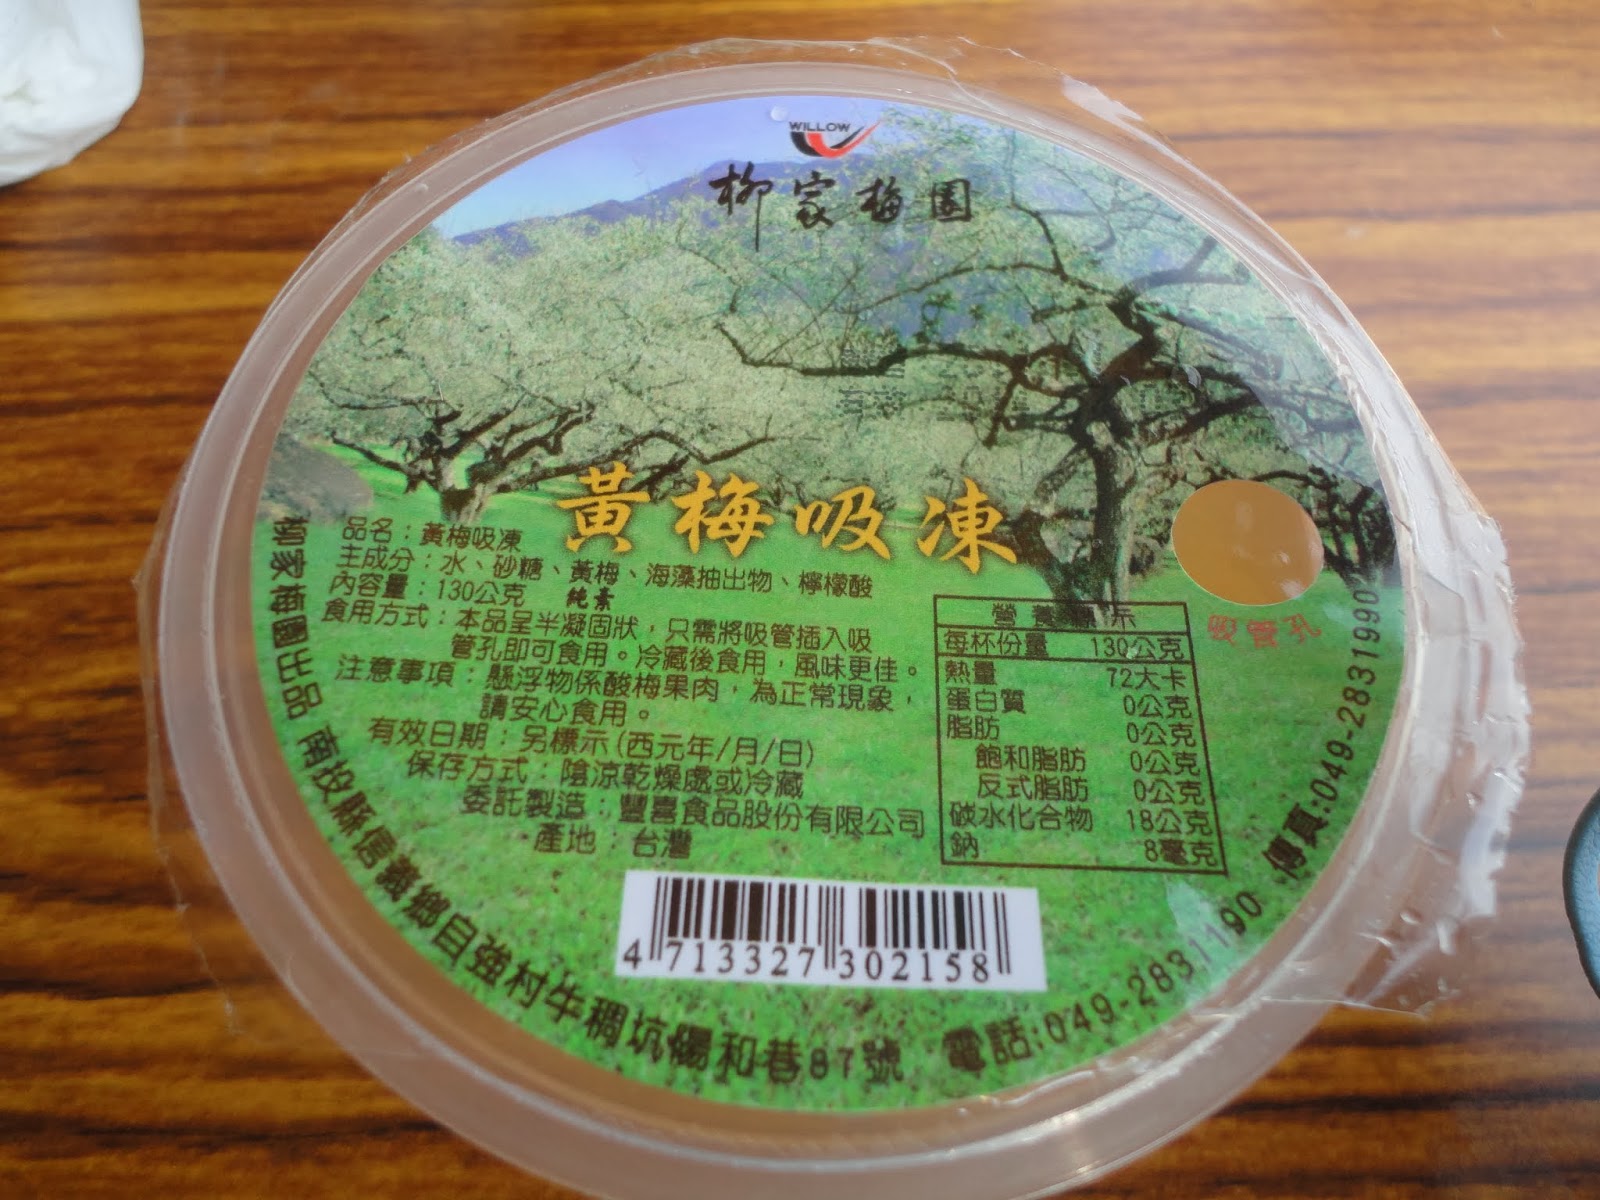 WILLOW
柳家梅園
黃梅吸凍
品名：黃梅吸凍
主成分：水、砂糖、黃梅、海藻抽出物、檸檬酸
內容量：130公克 純素
食用方式：本品呈半凝固狀，只需將吸管插入吸
管孔即可食用。冷藏後食用，風味更佳。
注意事項：懸浮物係酸梅果肉，為正常現象，
請安心食用。
有效日期：另標示(西元年/月/日)
保存方式：陰涼乾燥處或冷藏
委託製造：豐喜食品股份有限公司
產地：台灣
營養標示
每杯份量 130公克
熱量 72大卡
蛋白質 0公克
脂肪 0公克
飽和脂肪 0公克
反式脂肪 0公克
碳水化合物 18公克
鈉 8毫克
吸管孔
4 713327 302158
柳家梅園出品 南投縣信義鄉自強村牛稠坑陽和巷87號 電話:049-2831190 傳真:049-2831990